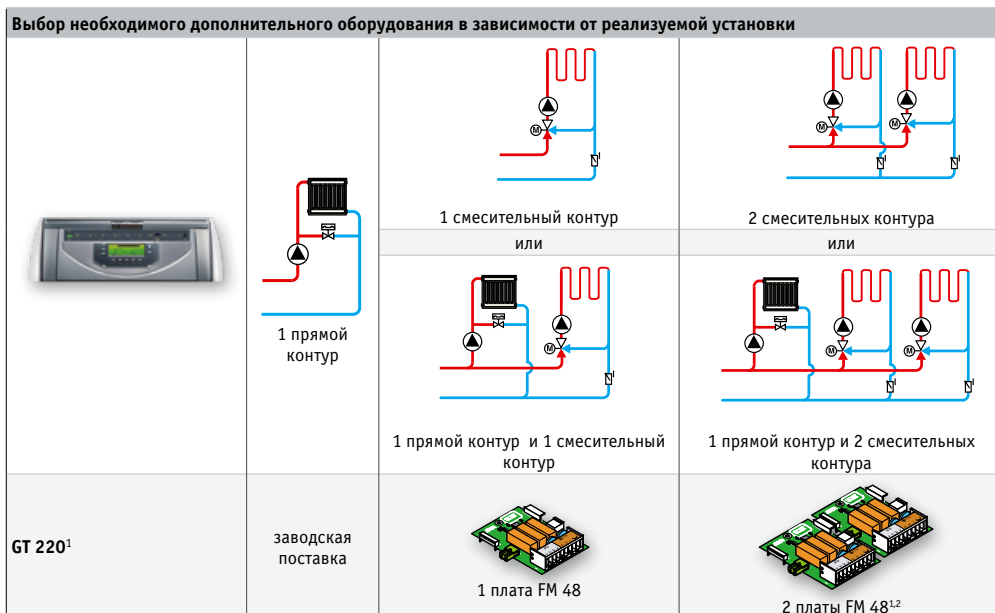 Выбор необходимого дополнительного оборудования в зависимости от реализуемой установки
1 прямой
контур
M
1 смесительный контур
M
M
2 смесительных контура
или
или
M
1 прямой контур и 1 смесительный
контур
M
M
1 прямой контур и 2 смесительных
контура
GT 220¹
заводская
поставка
1 плата FM 48
2 платы FM 48¹,²